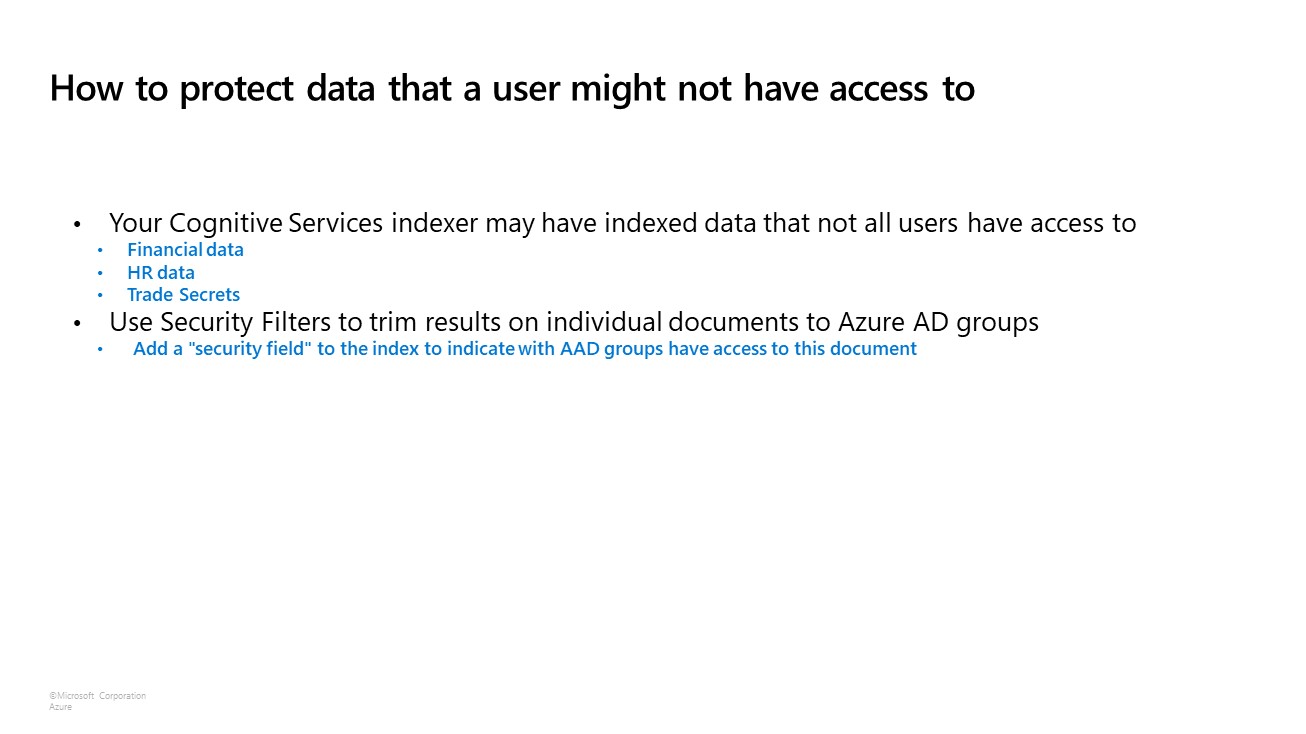 How to protect data that a user might not have access to
• Your Cognitive Services indexer may have indexed data that not all users have access to
• Financial data
• HR data
• Trade Secrets
• Use Security Filters to trim results on individual documents to Azure AD groups
• Add a "security field" to the index to indicate with AAD groups have access to this document
©Microsoft Corporation
Azure